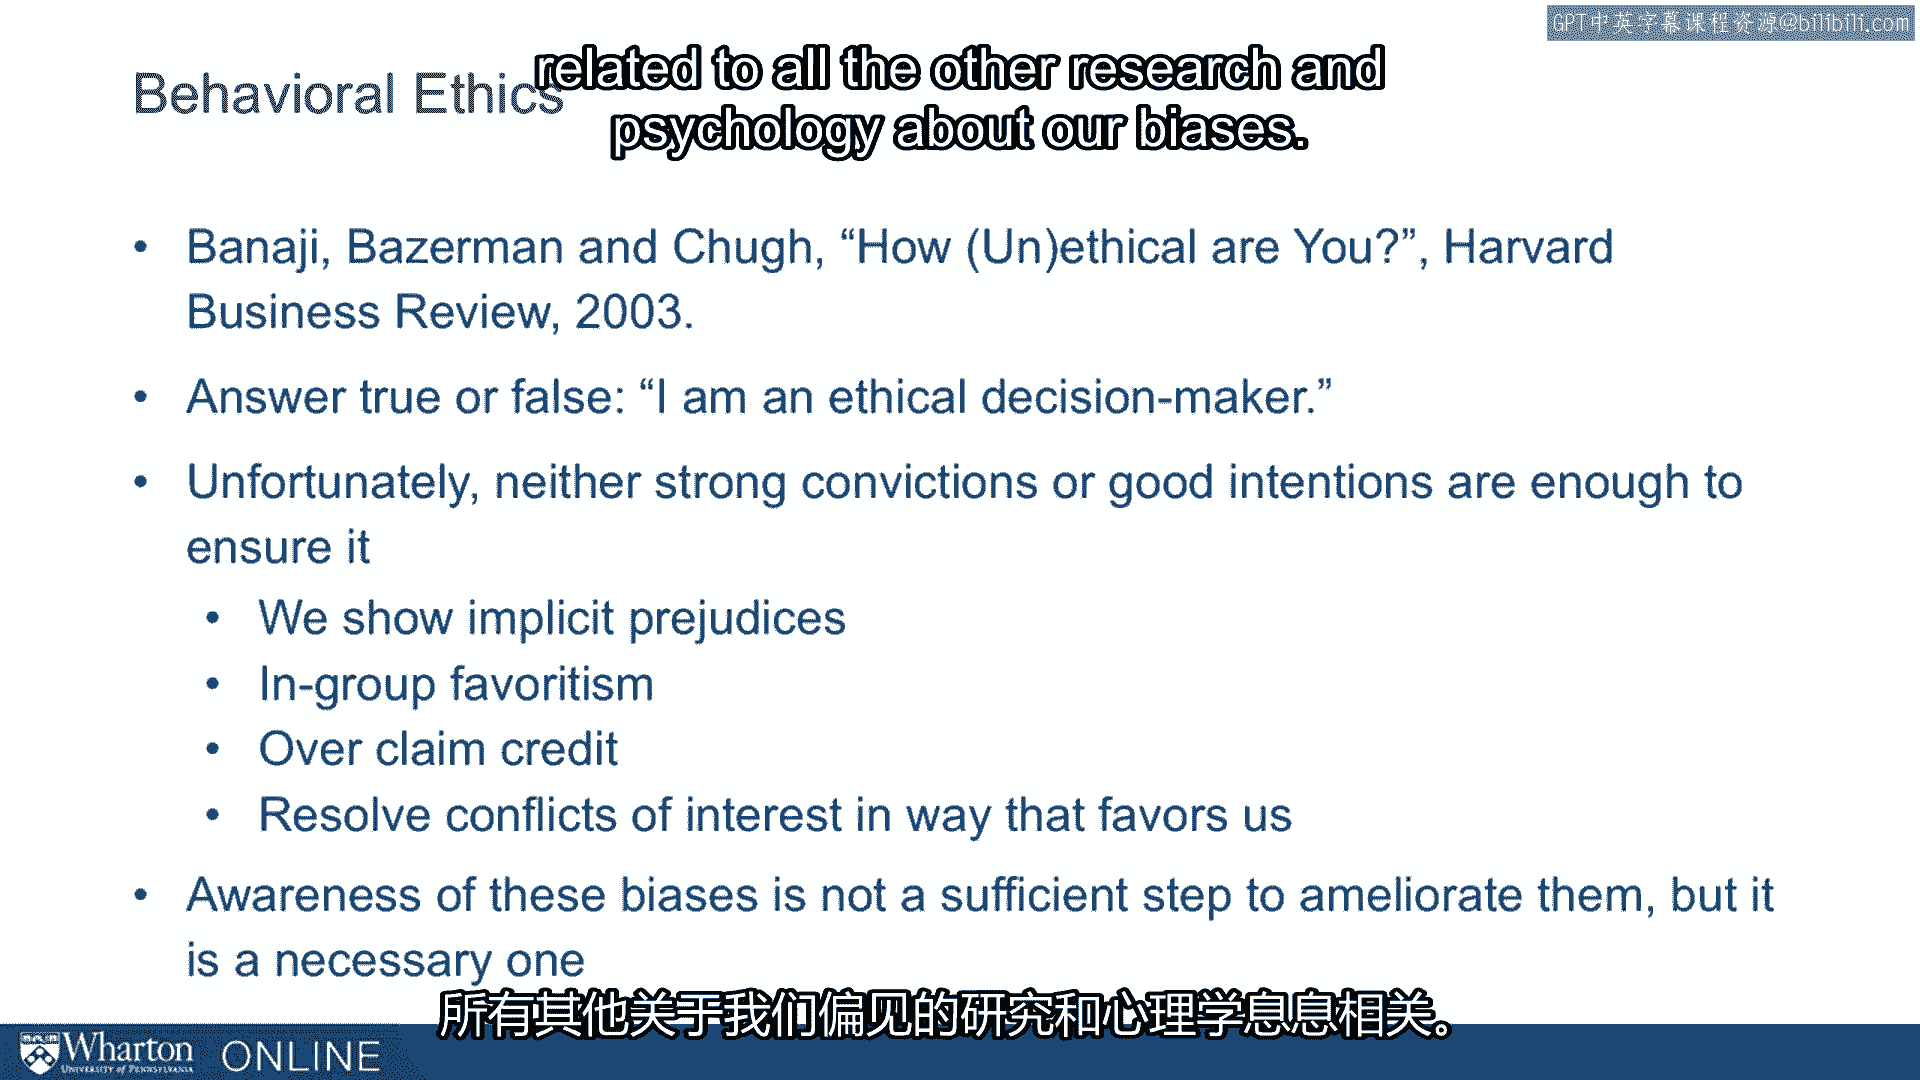 GPT中英字幕课程资源@bilibili.com
related to all the other research and
psychology about our biases.
Behavioral Ethics
• Banaji, Bazerman and Chugh, “How (Un)ethical are You?”, Harvard
Business Review, 2003.
• Answer true or false: “I am an ethical decision-maker.”
• Unfortunately, neither strong convictions or good intentions are enough to
ensure it
• We show implicit prejudices
• In-group favoritism
• Over claim credit
• Resolve conflicts of interest in way that favors us
• Awareness of these biases is not a sufficient step to ameliorate them, but it
is a necessary one
所有其他关于我们偏见的研究和心理学息息相关。
Wharton ONLINE
UNIVERSITY of PENNSYLVANIA